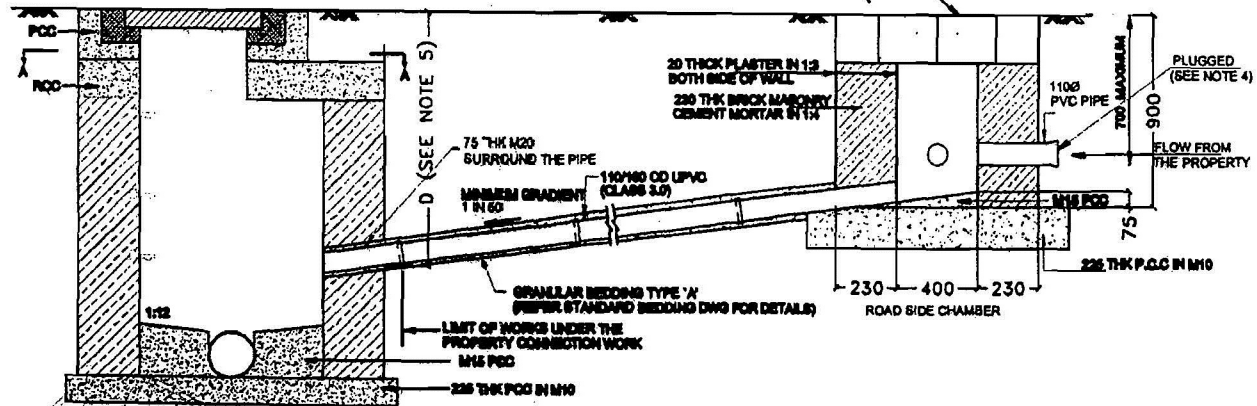 PCC
A
RCC
A
D (SEE NOTE 5)
75 THK M20
SURROUND THE PIPE
MINIMUM GRADIENT
1 IN 60
110/160 OD UPVC
(CLASS 3.0)
GRANULAR BEDDING TYPE 'A'
(REFER STANDARD BEDDING DWG FOR DETAILS)
LIMIT OF WORKS UNDER THE
PROPERTY CONNECTION WORK
1:12
M15 PCC
225 THK PCC IN M10
20 THICK PLASTER IN 1:3
BOTH SIDE OF WALL
230 THK BRICK MASONRY
CEMENT MORTAR IN 1:4
110Ø
PVC PIPE
700 MAXIMUM
900
PLUGGED
(SEE NOTE 4)
FLOW FROM
THE PROPERTY
M15 PCC
75
225 THK P.C.C IN M10
230
400
230
ROAD SIDE CHAMBER